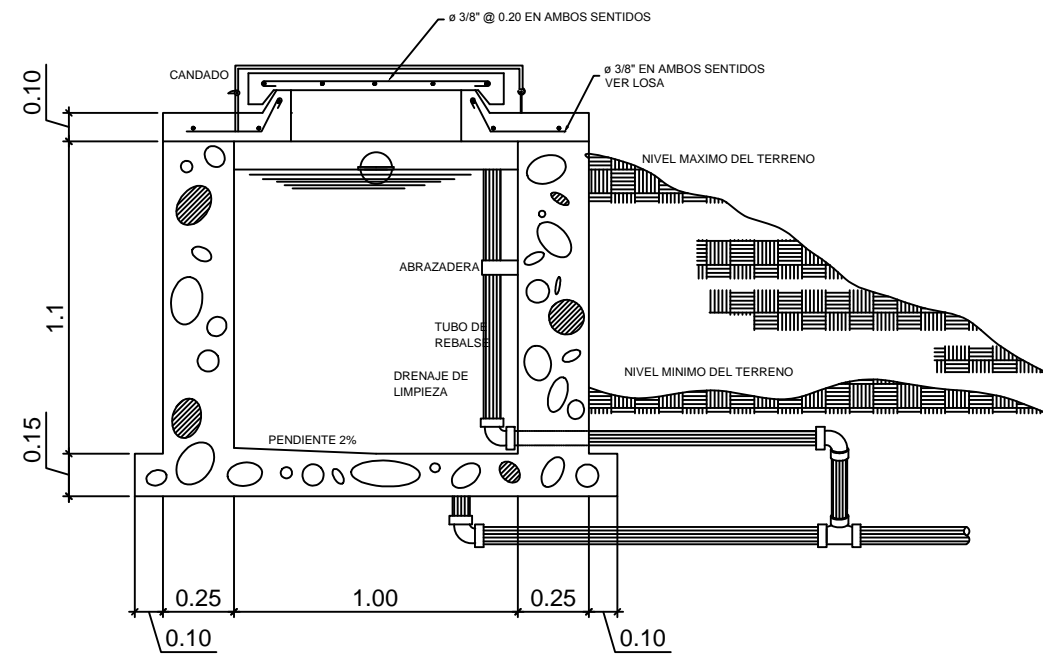 ø 3/8" @ 0.20 EN AMBOS SENTIDOS
CANDADO
ø 3/8" EN AMBOS SENTIDOS
VER LOSA
0.10
NIVEL MAXIMO DEL TERRENO
ABRAZADERA
1.1
TUBO DE
REBALSE
NIVEL MINIMO DEL TERRENO
DRENAJE DE
LIMPIEZA
0.15
PENDIENTE 2%
0.25
1.00
0.25
0.10
0.10